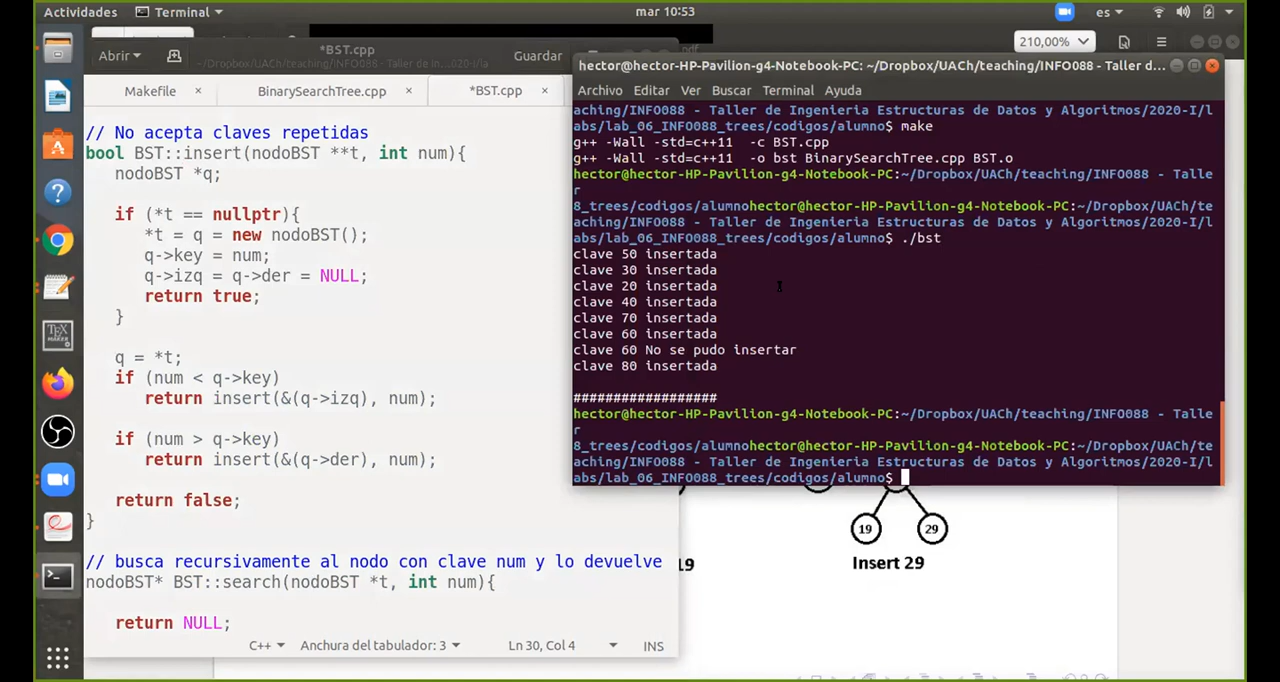 Actividades
Terminal
mar 10:53
es
Abrir
*BST.cpp
Guardar
210,00%
Makefile
BinarySearchTree.cpp
*BST.cpp
// No acepta claves repetidas
bool BST::insert(nodoBST **t, int num){
nodoBST *q;
if (*t == nullptr){
*t = q = new nodoBST();
q->key = num;
q->izq = q->der = NULL;
return true;
}
q = *t;
if (num < q->key)
return insert(&(q->izq), num);
if (num > q->key)
return insert(&(q->der), num);
return false;
}
// busca recursivamente al nodo con clave num y lo devuelve
nodoBST* BST::search(nodoBST *t, int num){
return NULL;
C++
Anchura del tabulador: 3
Ln 30, Col 4
INS
hector@hector-HP-Pavilion-g4-Notebook-PC: ~/Dropbox/UACh/teaching/INFO088 - Taller d...
Archivo Editar Ver Buscar Terminal Ayuda
aching/INFO088 - Taller de Ingenieria Estructuras de Datos y Algoritmos/2020-I/l
abs/lab_06_INFO088_trees/codigos/alumno$ make
g++ -Wall -std=c++11 -c BST.cpp
g++ -Wall -std=c++11 -o bst BinarySearchTree.cpp BST.o
hector@hector-HP-Pavilion-g4-Notebook-PC:~/Dropbox/UACh/teaching/INFO088 - Talle
r
8_trees/codigos/alumnohector@hector-HP-Pavilion-g4-Notebook-PC:~/Dropbox/UACh/te
aching/INFO088 - Taller de Ingenieria Estructuras de Datos y Algoritmos/2020-I/l
abs/lab_06_INFO088_trees/codigos/alumno$ ./bst
clave 50 insertada
clave 30 insertada
clave 20 insertada
clave 40 insertada
clave 70 insertada
clave 60 insertada
clave 60 No se pudo insertar
clave 80 insertada
##################
hector@hector-HP-Pavilion-g4-Notebook-PC:~/Dropbox/UACh/teaching/INFO088 - Talle
r
8_trees/codigos/alumnohector@hector-HP-Pavilion-g4-Notebook-PC:~/Dropbox/UACh/te
aching/INFO088 - Taller de Ingenieria Estructuras de Datos y Algoritmos/2020-I/l
abs/lab_06_INFO088_trees/codigos/alumno$
19
29
19
Insert 29